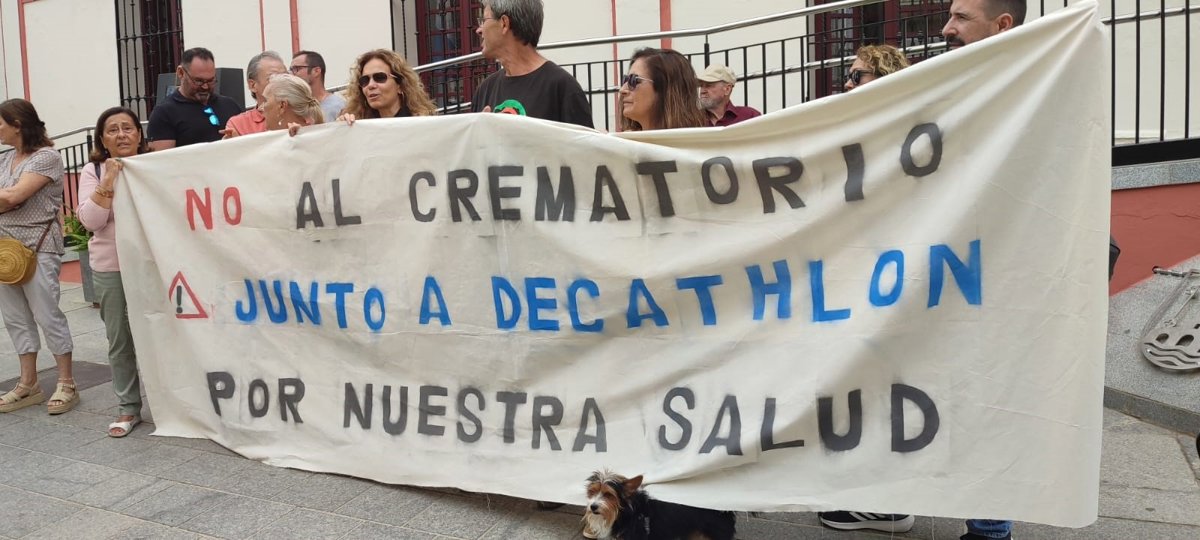 NO AL CREMATORIO
! JUNTO A DECATHLON
POR NUESTRA SALUD